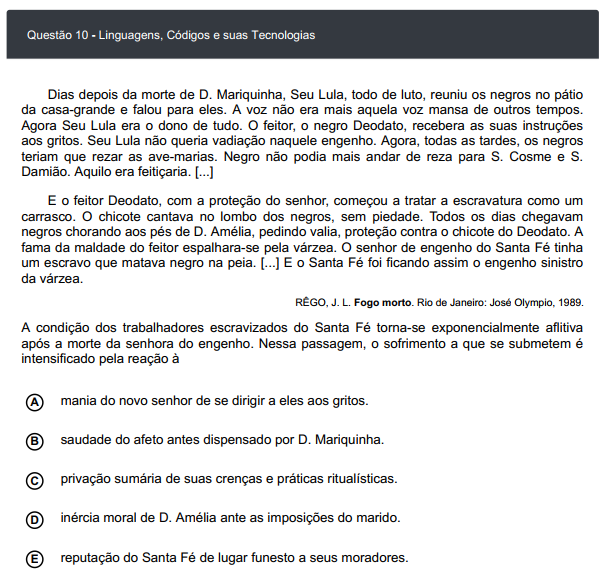 Questão 10 - Linguagens, Códigos e suas Tecnologias
Dias depois da morte de D. Mariquinha, Seu Lula, todo de luto, reuniu os negros no pátio
da casa-grande e falou para eles. A voz não era mais aquela voz mansa de outros tempos.
Agora Seu Lula era o dono de tudo. O feitor, o negro Deodato, recebera as suas instruções
aos gritos. Seu Lula não queria vadiação naquele engenho. Agora, todas as tardes, os negros
teriam que rezar as ave-marias. Negro não podia mais andar de reza para S. Cosme e S.
Damião. Aquilo era feitiçaria. [...]
E o feitor Deodato, com a proteção do senhor, começou a tratar a escravatura como um
carrasco. O chicote cantava no lombo dos negros, sem piedade. Todos os dias chegavam
negros chorando aos pés de D. Amélia, pedindo valia, proteção contra o chicote do Deodato. A
fama da maldade do feitor espalhara-se pela várzea. O senhor de engenho do Santa Fé tinha
um escravo que matava negro na peia. [...] E o Santa Fé foi ficando assim o engenho sinistro
da várzea.
RÊGO, J. L. Fogo morto. Rio de Janeiro: José Olympio, 1989.
A condição dos trabalhadores escravizados do Santa Fé torna-se exponencialmente aflitiva
após a morte da senhora do engenho. Nessa passagem, o sofrimento a que se submetem é
intensificado pela reação à
A mania do novo senhor de se dirigir a eles aos gritos.
B saudade do afeto antes dispensado por D. Mariquinha.
C privação sumária de suas crenças e práticas ritualísticas.
D inércia moral de D. Amélia ante as imposições do marido.
E reputação do Santa Fé de lugar funesto a seus moradores.